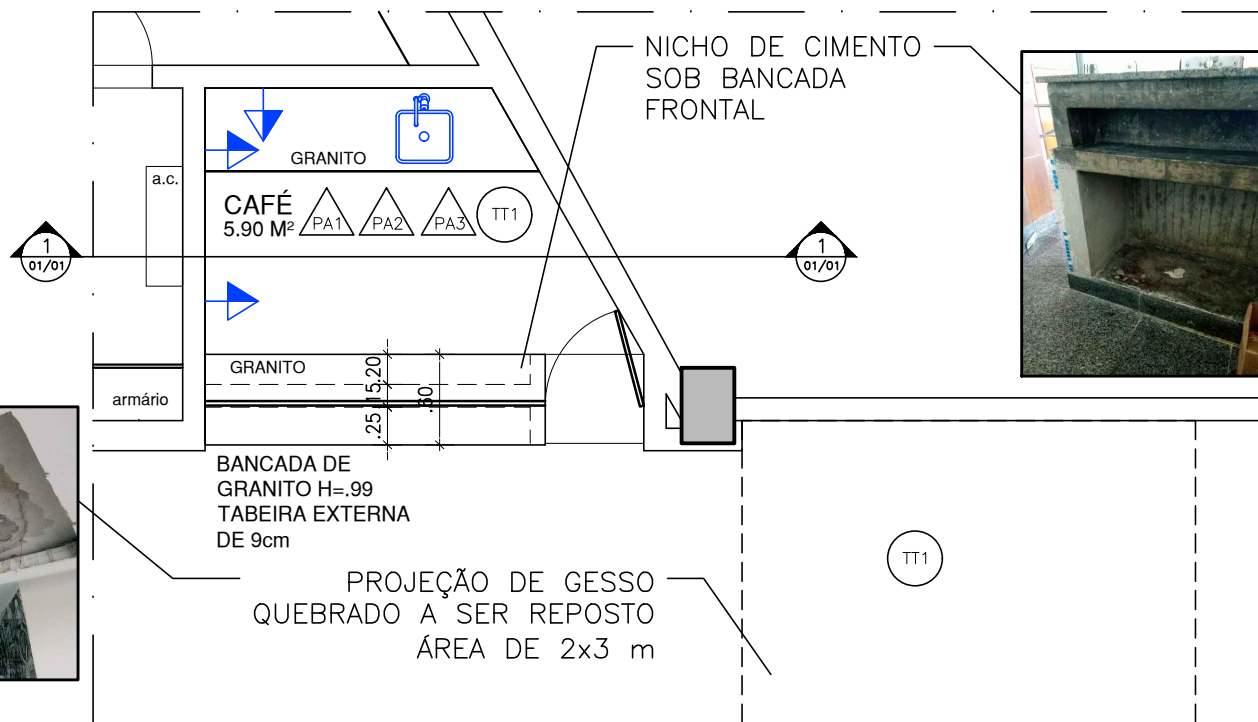 NICHO DE CIMENTO
SOB BANCADA
FRONTAL
GRANITO
a.c.
CAFÉ
5.90 M²
PA1
PA2
PA3
TT1
1
01/01
1
01/01
GRANITO
.15
.20
.25
.60
armário
BANCADA DE
GRANITO H=.99
TABEIRA EXTERNA
DE 9cm
PROJEÇÃO DE GESSO
QUEBRADO A SER REPOSTO
ÁREA DE 2x3 m
TT1